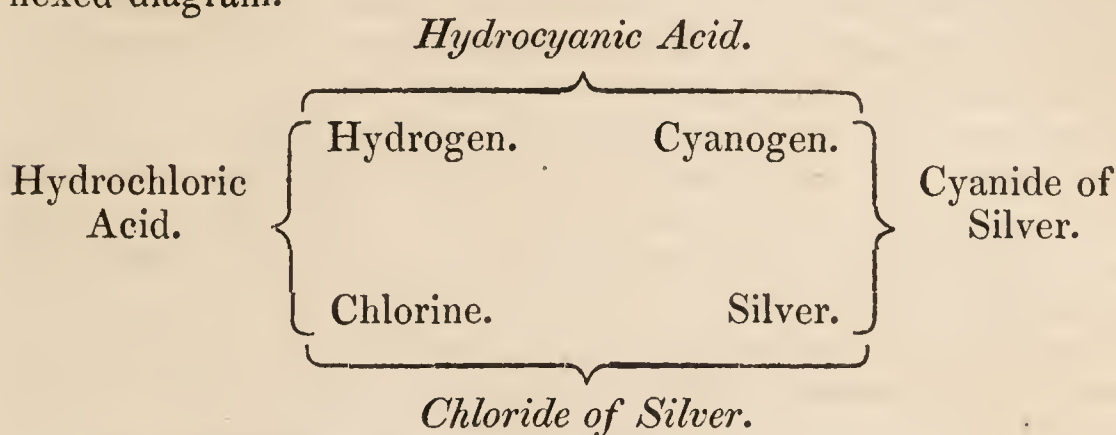 nexed diagram.
Hydrocyanic Acid.
Hydrogen. Cyanogen.
Hydrochloric Acid.
Cyanide of Silver.
Chlorine. Silver.
Chloride of Silver.